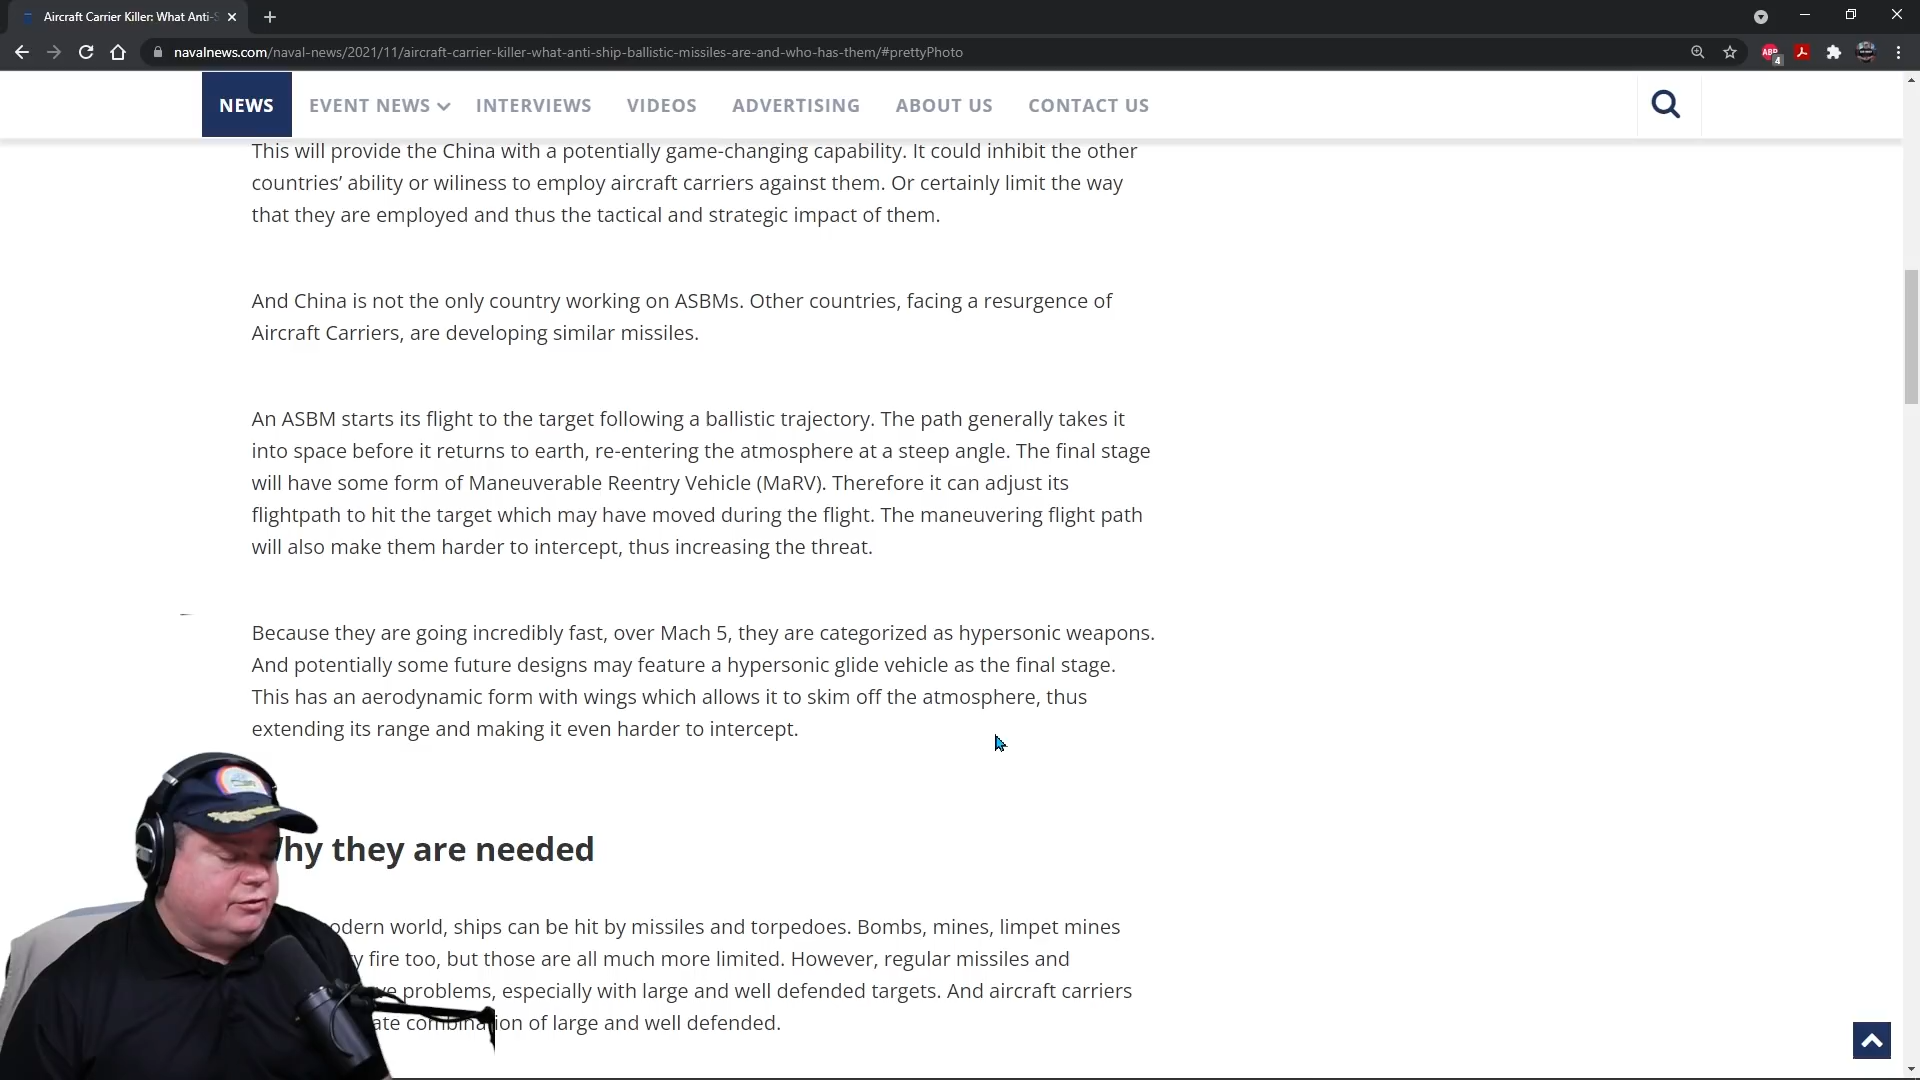 Aircraft Carrier Killer: What Anti-S
navalnews.com/naval-news/2021/11/aircraft-carrier-killer-what-anti-ship-ballistic-missiles-are-and-who-has-them/#prettyPhoto
ABP
4
NEWS EVENT NEWS INTERVIEWS VIDEOS ADVERTISING ABOUT US CONTACT US
This will provide the China with a potentially game-changing capability. It could inhibit the other
countries’ ability or wiliness to employ aircraft carriers against them. Or certainly limit the way
that they are employed and thus the tactical and strategic impact of them.
And China is not the only country working on ASBMs. Other countries, facing a resurgence of
Aircraft Carriers, are developing similar missiles.
An ASBM starts its flight to the target following a ballistic trajectory. The path generally takes it
into space before it returns to earth, re-entering the atmosphere at a steep angle. The final stage
will have some form of Maneuverable Reentry Vehicle (MaRV). Therefore it can adjust its
flightpath to hit the target which may have moved during the flight. The maneuvering flight path
will also make them harder to intercept, thus increasing the threat.
Because they are going incredibly fast, over Mach 5, they are categorized as hypersonic weapons.
And potentially some future designs may feature a hypersonic glide vehicle as the final stage.
This has an aerodynamic form with wings which allows it to skim off the atmosphere, thus
extending its range and making it even harder to intercept.
hy they are needed
odern world, ships can be hit by missiles and torpedoes. Bombs, mines, limpet mines
y fire too, but those are all much more limited. However, regular missiles and
ve problems, especially with large and well defended targets. And aircraft carriers
ate combination of large and well defended.